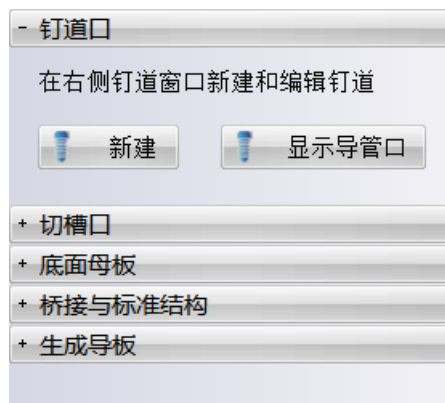 - 钉道口
在右侧钉道窗口新建和编辑钉道
新建 显示导管口
+ 切槽口
+ 底面母板
+ 桥接与标准结构
+ 生成导板